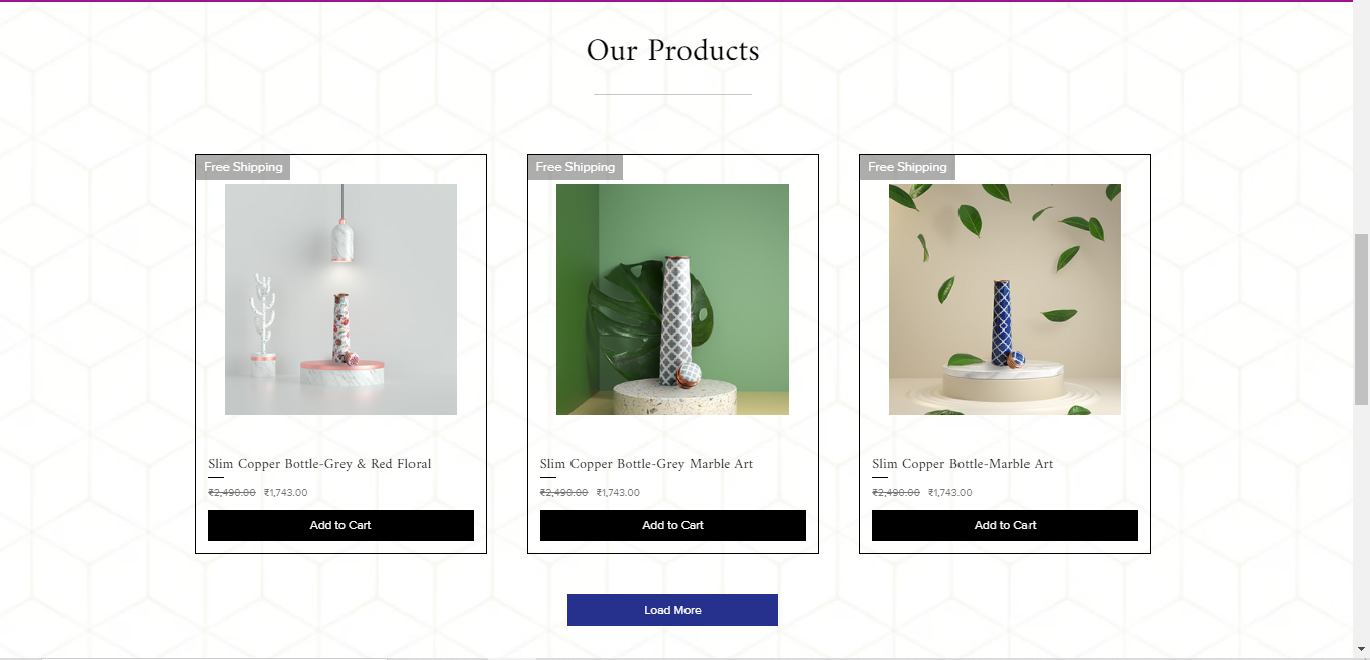 Our Products
Free Shipping
Slim Copper Bottle-Grey & Red Floral
₹2,490.00 ₹1,743.00
Add to Cart
Free Shipping
Slim Copper Bottle-Grey Marble Art
₹2,490.00 ₹1,743.00
Add to Cart
Free Shipping
Slim Copper Bottle-Marble Art
₹2,490.00 ₹1,743.00
Add to Cart
Load More